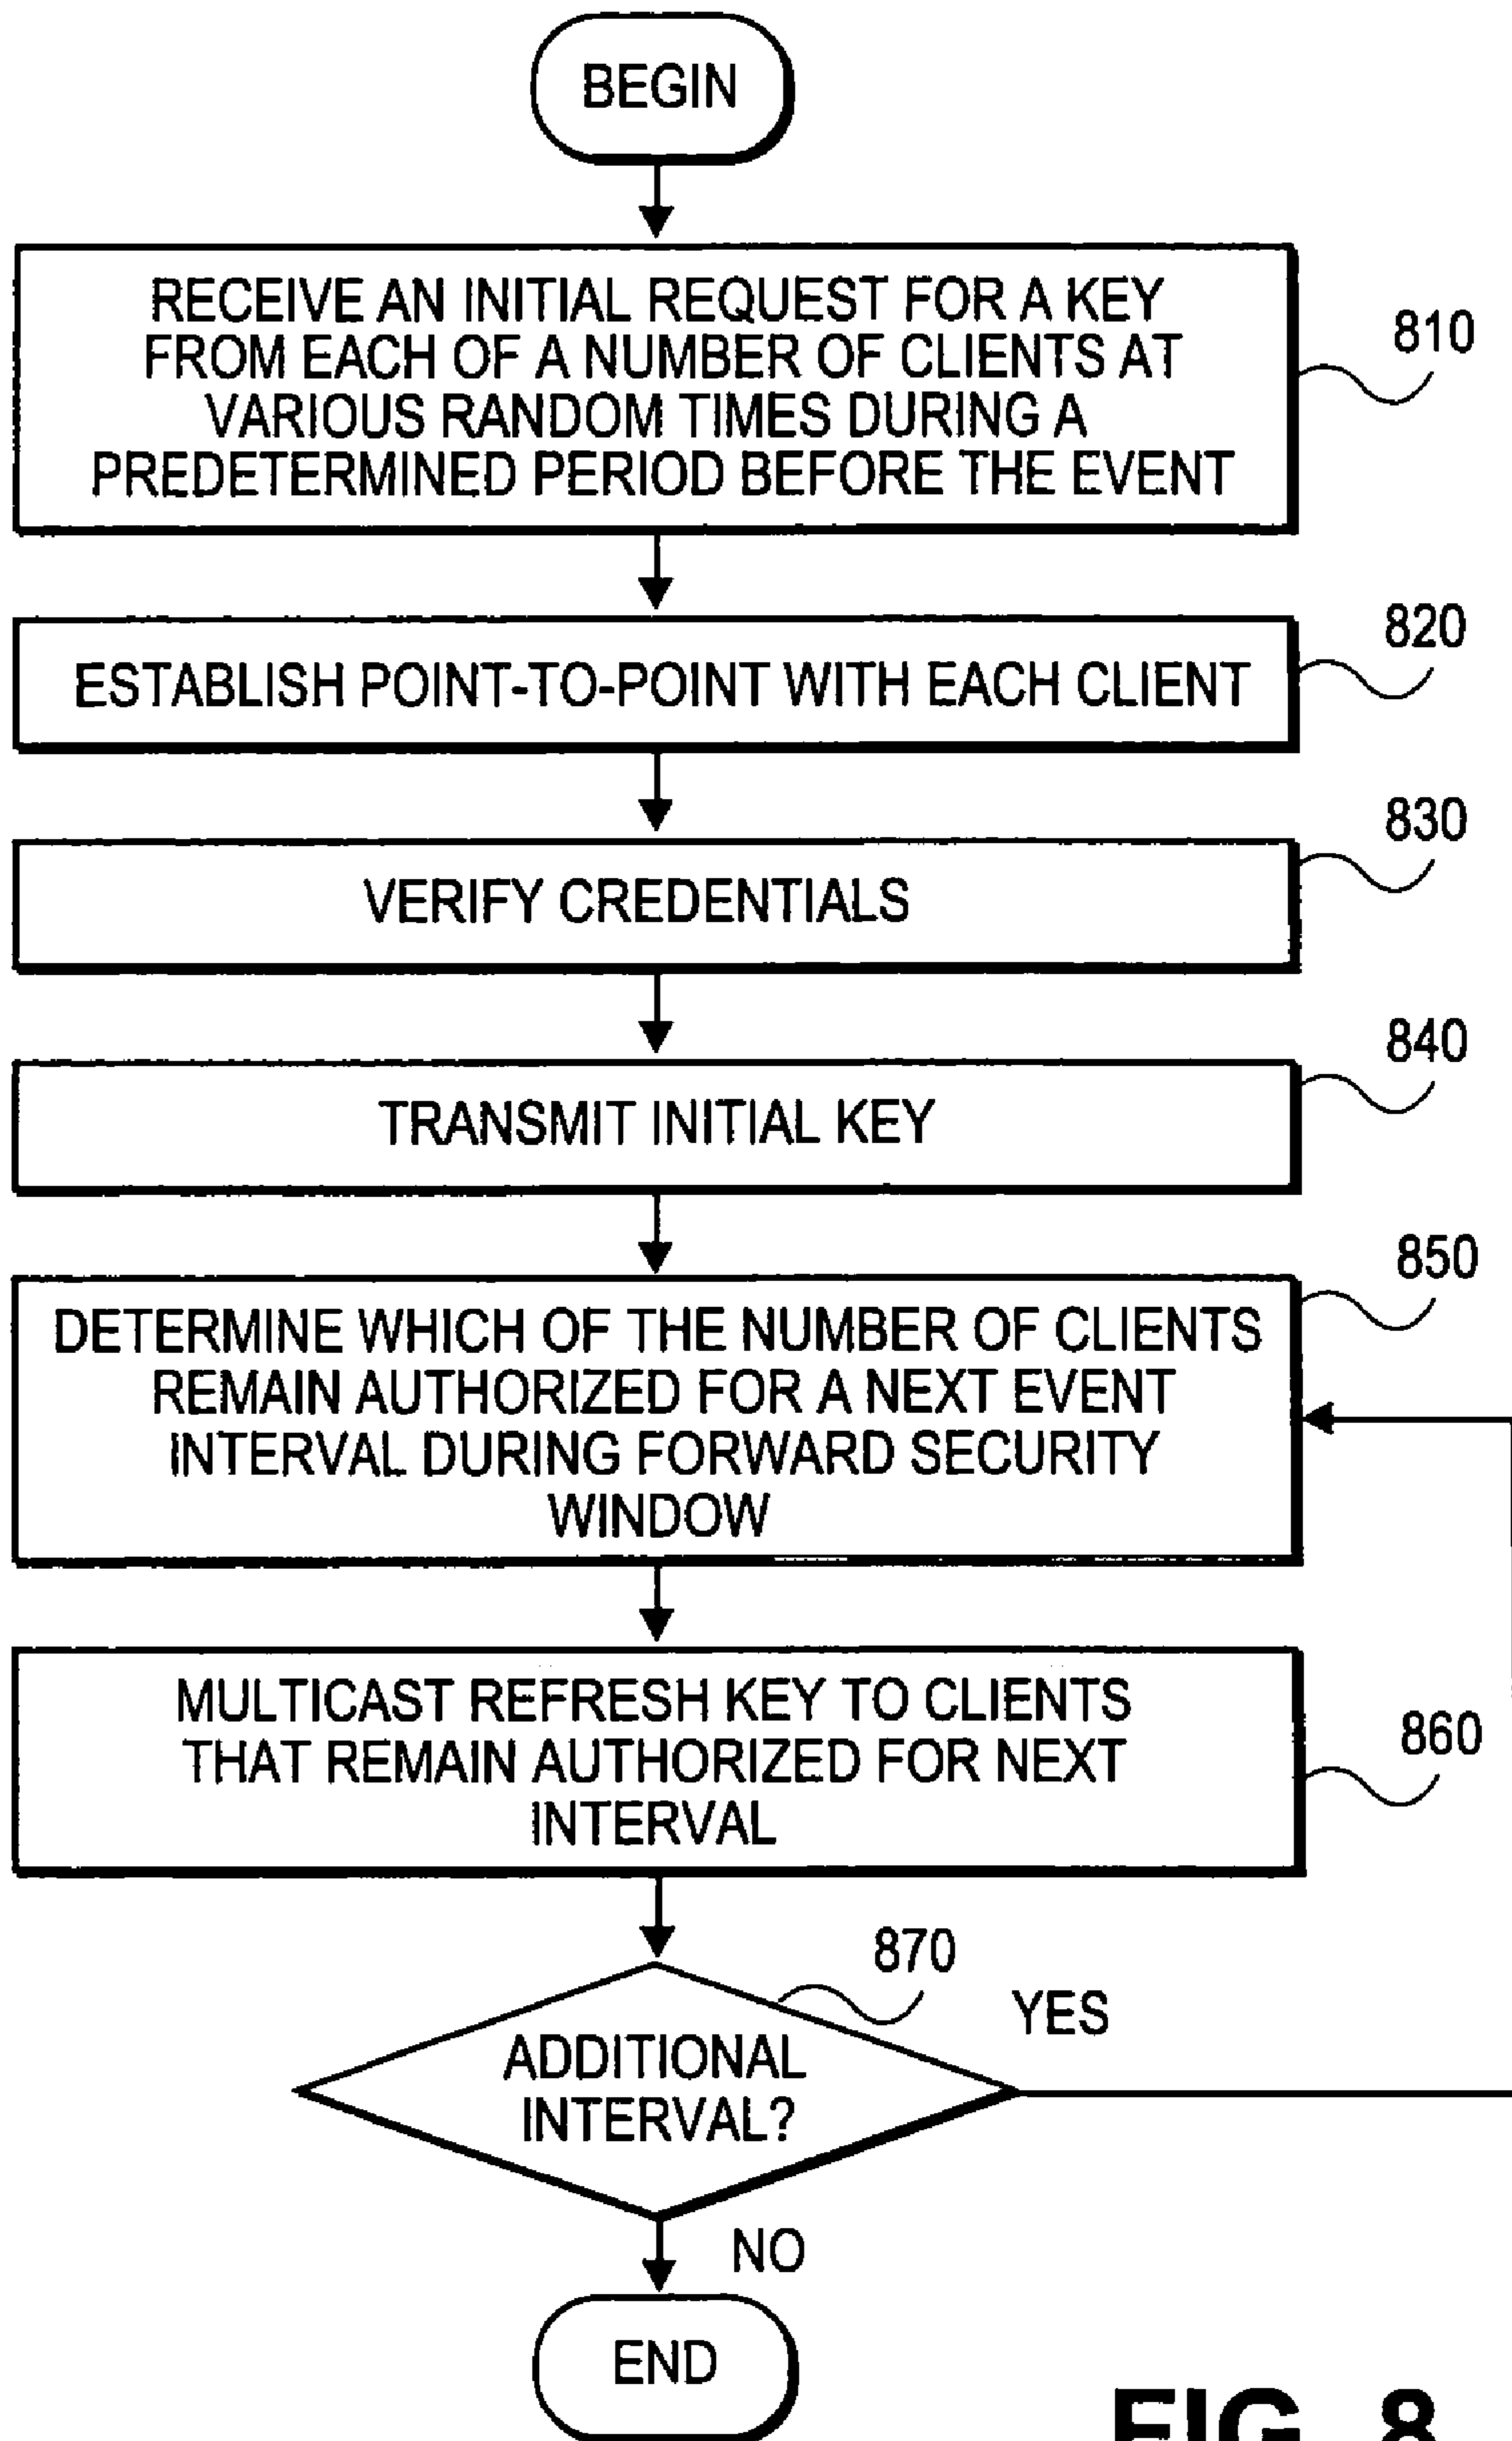 BEGIN
RECEIVE AN INITIAL REQUEST FOR A KEY
FROM EACH OF A NUMBER OF CLIENTS AT
VARIOUS RANDOM TIMES DURING A
PREDETERMINED PERIOD BEFORE THE EVENT
810
ESTABLISH POINT-TO-POINT WITH EACH CLIENT
820
VERIFY CREDENTIALS
830
TRANSMIT INITIAL KEY
840
DETERMINE WHICH OF THE NUMBER OF CLIENTS
REMAIN AUTHORIZED FOR A NEXT EVENT
INTERVAL DURING FORWARD SECURITY
WINDOW
850
MULTICAST REFRESH KEY TO CLIENTS
THAT REMAIN AUTHORIZED FOR NEXT
INTERVAL
860
870
YES
ADDITIONAL
INTERVAL?
NO
END
FIG. 8